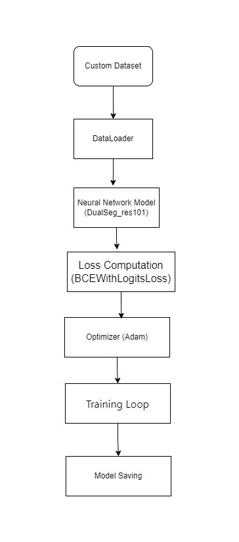 Custom Dataset
DataLoader
Neural Network Model
(DualSeg_res101)
Loss Computation
(BCEWithLogitsLoss)
Optimizer (Adam)
Training Loop
Model Saving